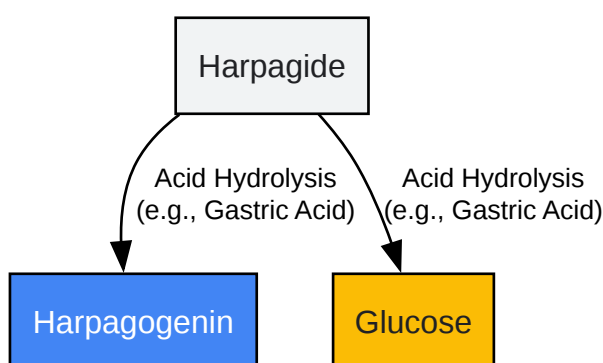 Harpagide
Acid Hydrolysis
(e.g., Gastric Acid)
Acid Hydrolysis
(e.g., Gastric Acid)
Harpagogenin
Glucose